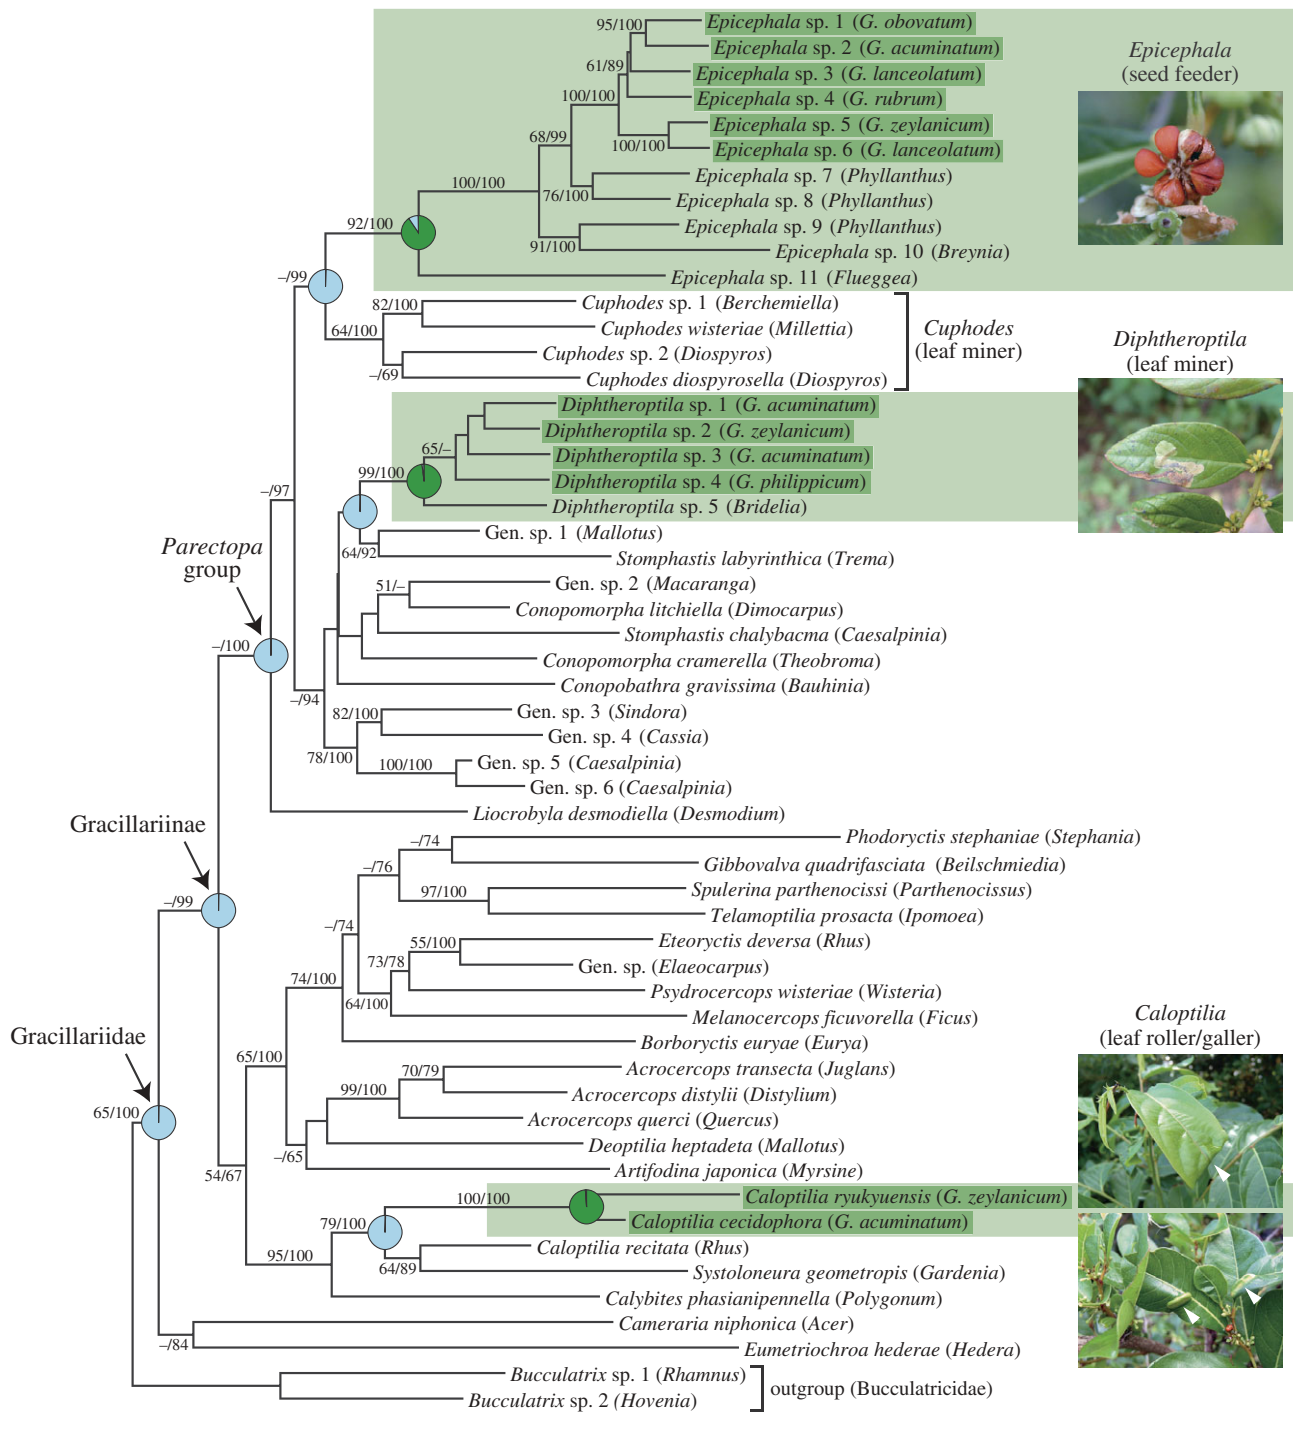 95/100
Epicephala sp. 1 (G. obovatum)
Epicephala sp. 2 (G. acuminatum)
61/89
Epicephala sp. 3 (G. lanceolatum)
100/100
Epicephala sp. 4 (G. rubrum)
Epicephala sp. 5 (G. zeylanicum)
68/99
100/100
Epicephala sp. 6 (G. lanceolatum)
Epicephala
(seed feeder)
100/100
Epicephala sp. 7 (Phyllanthus)
76/100
Epicephala sp. 8 (Phyllanthus)
92/100
Epicephala sp. 9 (Phyllanthus)
91/100
Epicephala sp. 10 (Breynia)
–/99
Epicephala sp. 11 (Flueggea)
82/100
Cuphodes sp. 1 (Berchemiella)
64/100
Cuphodes wisteriae (Millettia)
Cuphodes
(leaf miner)
Cuphodes sp. 2 (Diospyros)
–/69
Cuphodes diospyrosella (Diospyros)
Diphtheroptila
(leaf miner)
Diphtheroptila sp. 1 (G. acuminatum)
Diphtheroptila sp. 2 (G. zeylanicum)
65/–
Diphtheroptila sp. 3 (G. acuminatum)
99/100
Diphtheroptila sp. 4 (G. philippicum)
–/97
Diphtheroptila sp. 5 (Bridelia)
Gen. sp. 1 (Mallotus)
64/92
Stomphastis labyrinthica (Trema)
Parectopa
group
51/–
Gen. sp. 2 (Macaranga)
Conopomorpha litchiella (Dimocarpus)
Stomphastis chalybacma (Caesalpinia)
–/100
Conopomorpha cramerella (Theobroma)
Conopobathra gravissima (Bauhinia)
–/94
82/100
Gen. sp. 3 (Sindora)
Gen. sp. 4 (Cassia)
78/100
100/100
Gen. sp. 5 (Caesalpinia)
Gen. sp. 6 (Caesalpinia)
Liocrobyla desmodiella (Desmodium)
Gracillariinae
–/74
Phodoryctis stephaniae (Stephania)
–/76
Gibbovalva quadrifasciata (Beilschmiedia)
97/100
Spulerina parthenocissi (Parthenocissus)
–/99
Telamoptilia prosacta (Ipomoea)
–/74
55/100
Eteoryctis deversa (Rhus)
73/78
Gen. sp. (Elaeocarpus)
74/100
Psydrocercops wisteriae (Wisteria)
64/100
Melanocercops ficuvorella (Ficus)
Gracillariidae
Borboryctis euryae (Eurya)
65/100
70/79
Acrocercops transecta (Juglans)
99/100
Acrocercops distylii (Distylium)
65/100
Acrocercops querci (Quercus)
Deoptilia heptadeta (Mallotus)
–/65
Artifodina japonica (Myrsine)
54/67
Caloptilia
(leaf roller/galler)
100/100
Caloptilia ryukyuensis (G. zeylanicum)
79/100
Caloptilia cecidophora (G. acuminatum)
95/100
Caloptilia recitata (Rhus)
64/89
Systoloneura geometropis (Gardenia)
Calybites phasianipennella (Polygonum)
Cameraria niphonica (Acer)
–/84
Eumetriochroa hederae (Hedera)
Bucculatrix sp. 1 (Rhamnus)
outgroup (Bucculatricidae)
Bucculatrix sp. 2 (Hovenia)